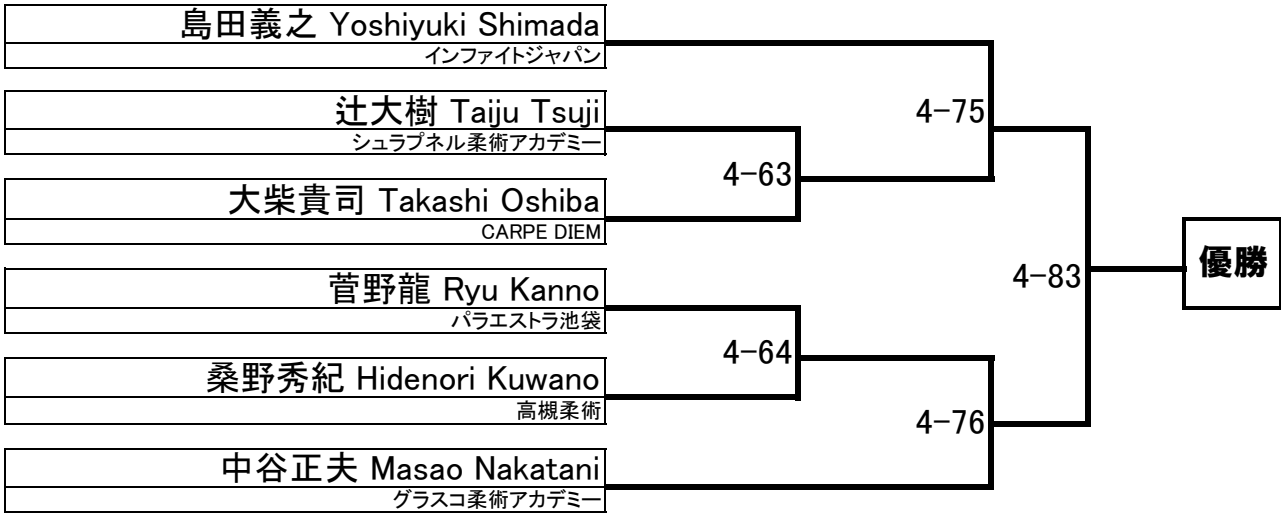 島田義之 Yoshiyuki Shimada
インファイトジャパン
辻大樹 Taiju Tsuji
シュラプネル柔術アカデミー
大柴貴司 Takashi Oshiba
CARPE DIEM
菅野龍 Ryu Kanno
パラエストラ池袋
桑野秀紀 Hidenori Kuwano
高槻柔術
中谷正夫 Masao Nakatani
グラスコ柔術アカデミー
4-63
4-64
4-75
4-76
4-83
優勝